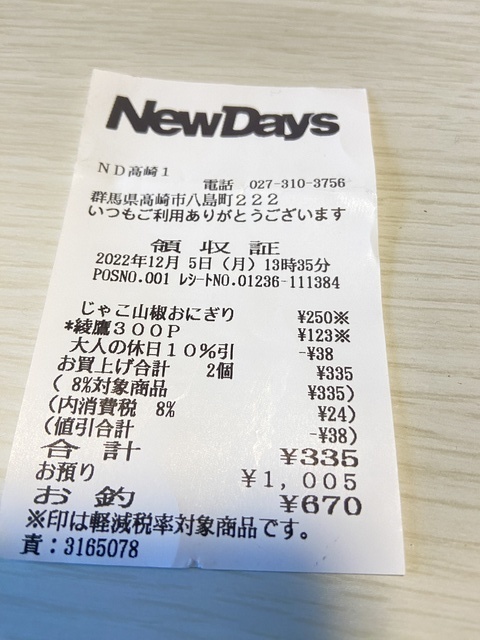 NewDays
ND高崎1
電話 027-310-3756
群馬県高崎市八島町222
いつもご利用ありがとうございます
領収証
2022年12月 5日(月)13時35分
POSNO.001 ﾚｼｰﾄNO.01236-111384
じゃこ山椒おにぎり ¥250※
*綾鷹300P ¥123※
大人の休日10%引 -¥38
お買上げ合計 2個 ¥335
( 8%対象商品 ¥335)
(内消費税 8% ¥24)
(値引合計 -¥38)
合計 ¥335
お預り ¥1,005
お釣 ¥670
※印は軽減税率対象商品です。
責:3165078